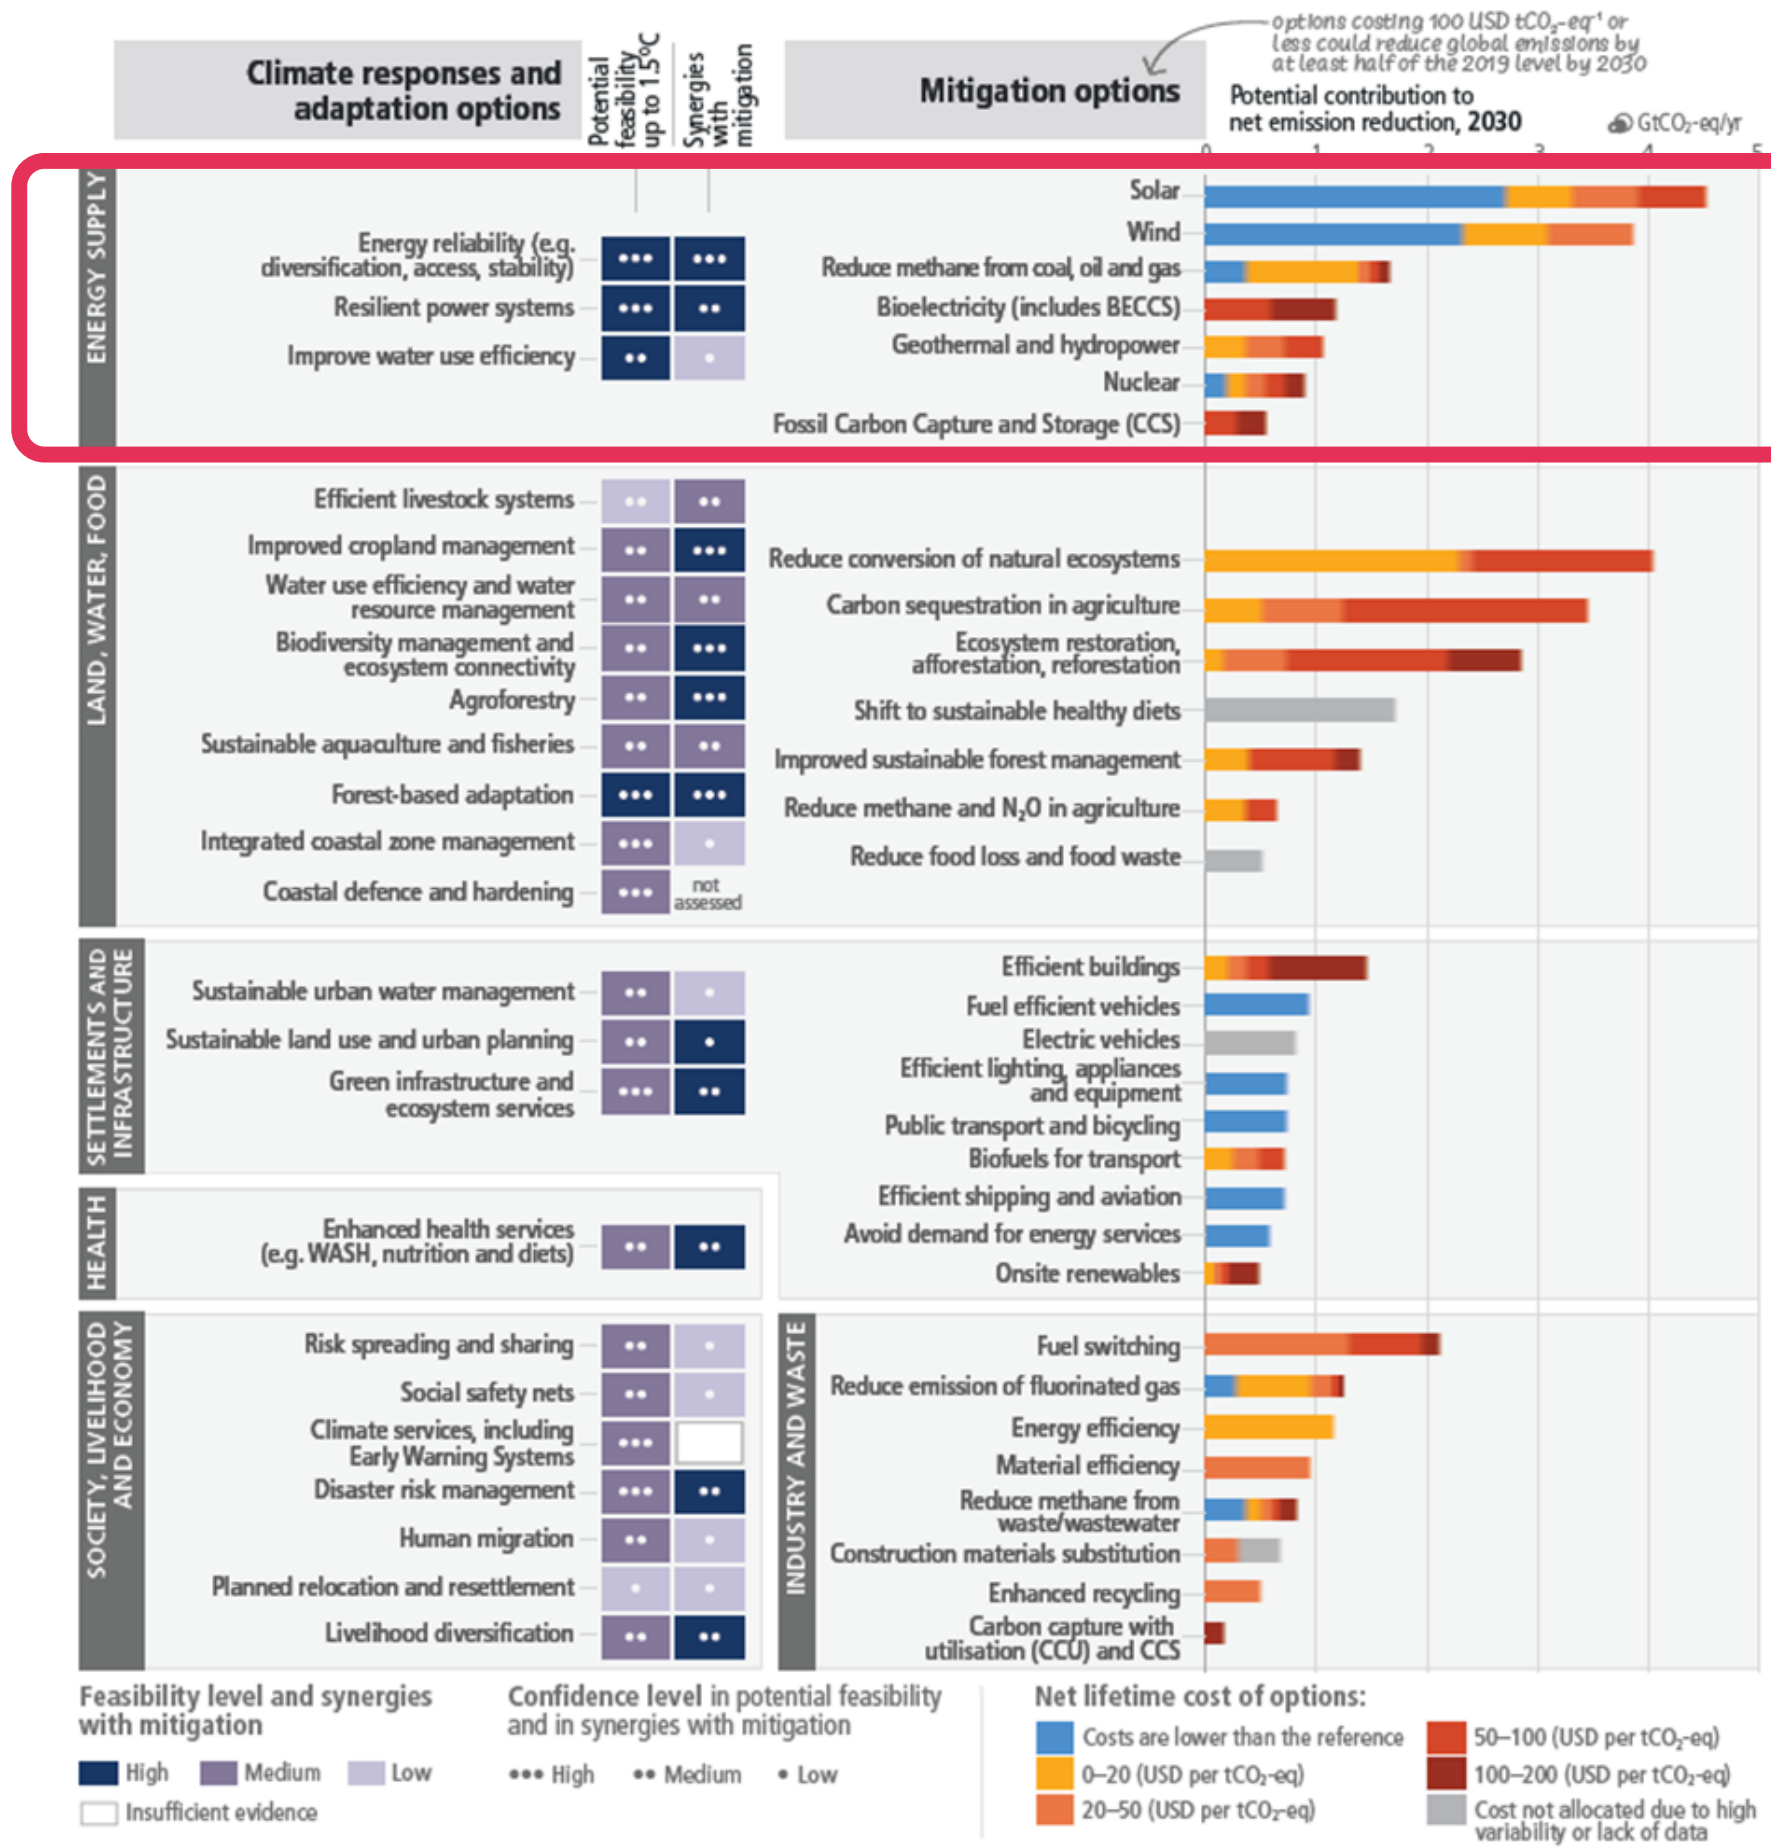 Climate responses and
adaptation options
Potential
feasibility
up to 1.5°C
Synergies
with
mitigation
Mitigation options
options costing 100 USD tCO₂-eq⁻¹ or
less could reduce global emissions by
at least half of the 2019 level by 2030
Potential contribution to
net emission reduction, 2030
GtCO₂-eq/yr
0 1 2 3 4 5
ENERGY SUPPLY
Energy reliability (e.g.
diversification, access, stability)
Resilient power systems
Improve water use efficiency
Solar
Wind
Reduce methane from coal, oil and gas
Bioelectricity (includes BECCS)
Geothermal and hydropower
Nuclear
Fossil Carbon Capture and Storage (CCS)
LAND, WATER, FOOD
Efficient livestock systems
Improved cropland management
Water use efficiency and water
resource management
Biodiversity management and
ecosystem connectivity
Agroforestry
Sustainable aquaculture and fisheries
Forest-based adaptation
Integrated coastal zone management
Coastal defence and hardening
not
assessed
Reduce conversion of natural ecosystems
Carbon sequestration in agriculture
Ecosystem restoration,
afforestation, reforestation
Shift to sustainable healthy diets
Improved sustainable forest management
Reduce methane and N₂O in agriculture
Reduce food loss and food waste
SETTLEMENTS AND
INFRASTRUCTURE
Sustainable urban water management
Sustainable land use and urban planning
Green infrastructure and
ecosystem services
Efficient buildings
Fuel efficient vehicles
Electric vehicles
Efficient lighting, appliances
and equipment
Public transport and bicycling
Biofuels for transport
Efficient shipping and aviation
Avoid demand for energy services
Onsite renewables
HEALTH
Enhanced health services
(e.g. WASH, nutrition and diets)
SOCIETY, LIVELIHOOD
AND ECONOMY
Risk spreading and sharing
Social safety nets
Climate services, including
Early Warning Systems
Disaster risk management
Human migration
Planned relocation and resettlement
Livelihood diversification
INDUSTRY AND WASTE
Fuel switching
Reduce emission of fluorinated gas
Energy efficiency
Material efficiency
Reduce methane from
waste/wastewater
Construction materials substitution
Enhanced recycling
Carbon capture with
utilisation (CCU) and CCS
Feasibility level and synergies
with mitigation
High Medium Low
Insufficient evidence
Confidence level in potential feasibility
and in synergies with mitigation
••• High •• Medium • Low
Net lifetime cost of options:
Costs are lower than the reference
0–20 (USD per tCO₂-eq)
20–50 (USD per tCO₂-eq)
50–100 (USD per tCO₂-eq)
100–200 (USD per tCO₂-eq)
Cost not allocated due to high
variability or lack of data